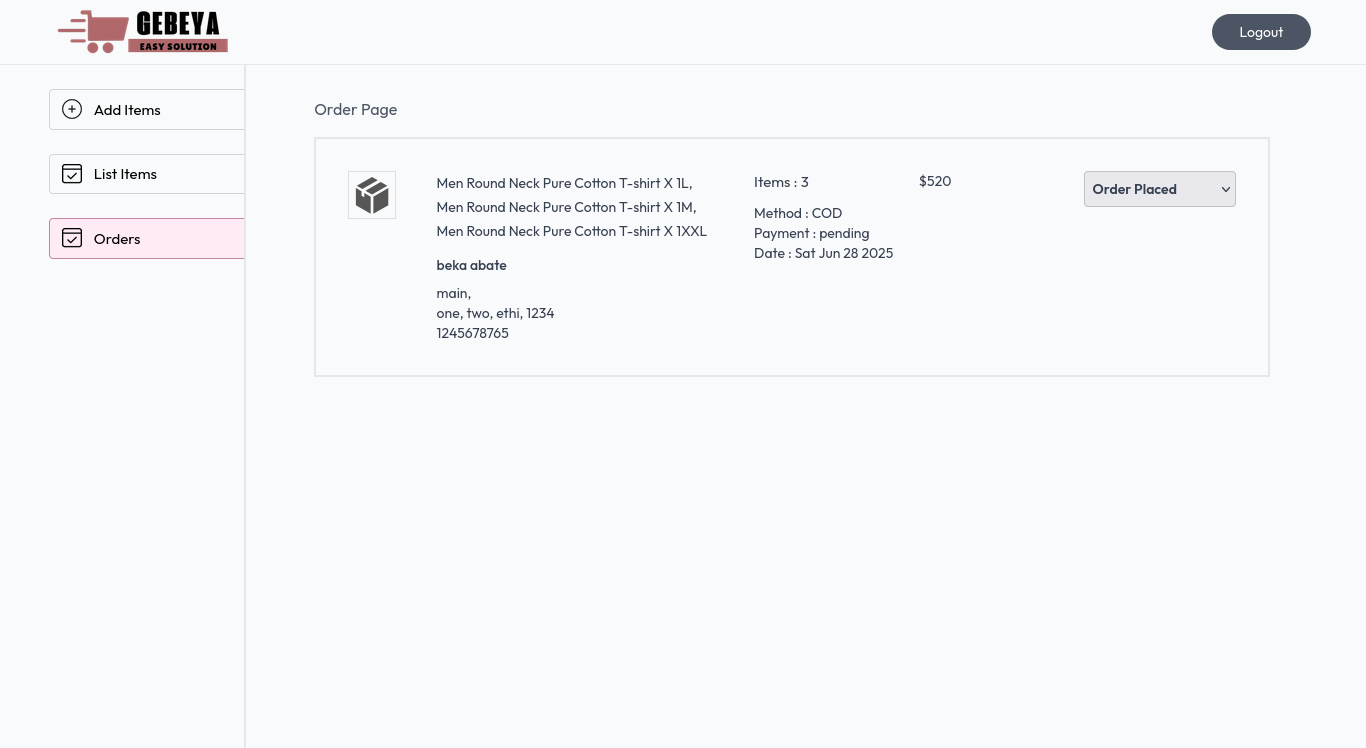 GEBEYA
EASY SOLUTION
Logout
Add Items
List Items
Orders
Order Page
Men Round Neck Pure Cotton T-shirt X 1L,
Men Round Neck Pure Cotton T-shirt X 1M,
Men Round Neck Pure Cotton T-shirt X 1XXL
beka abate
main,
one, two, ethi, 1234
1245678765
Items : 3
Method : COD
Payment : pending
Date : Sat Jun 28 2025
$520
Order Placed